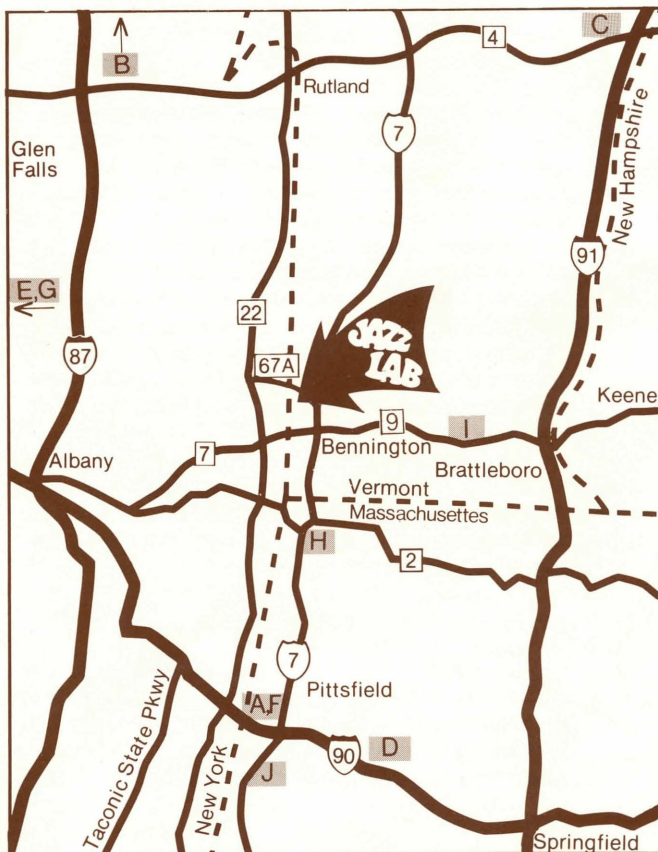 C
4
B
Rutland
7
Glen
Falls
New Hampshire
91
E,G
22
87
JAZZ
LAB
67A
Keene
9
I
7
Bennington
Albany
Brattleboro
Vermont
Massachusettes
H
2
7
Pittsfield
A,F
D
90
J
Taconic State Pkwy
New York
Springfield